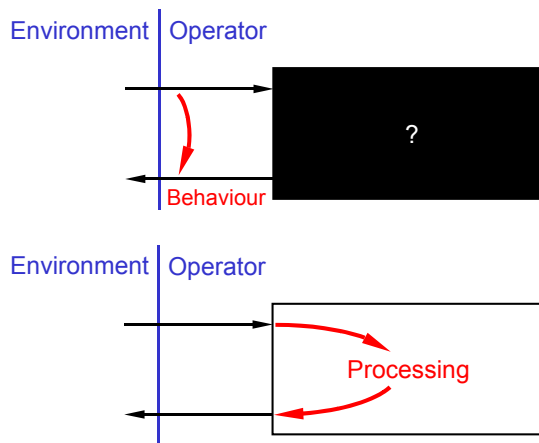 Environment Operator
?
Behaviour
Environment Operator
Processing